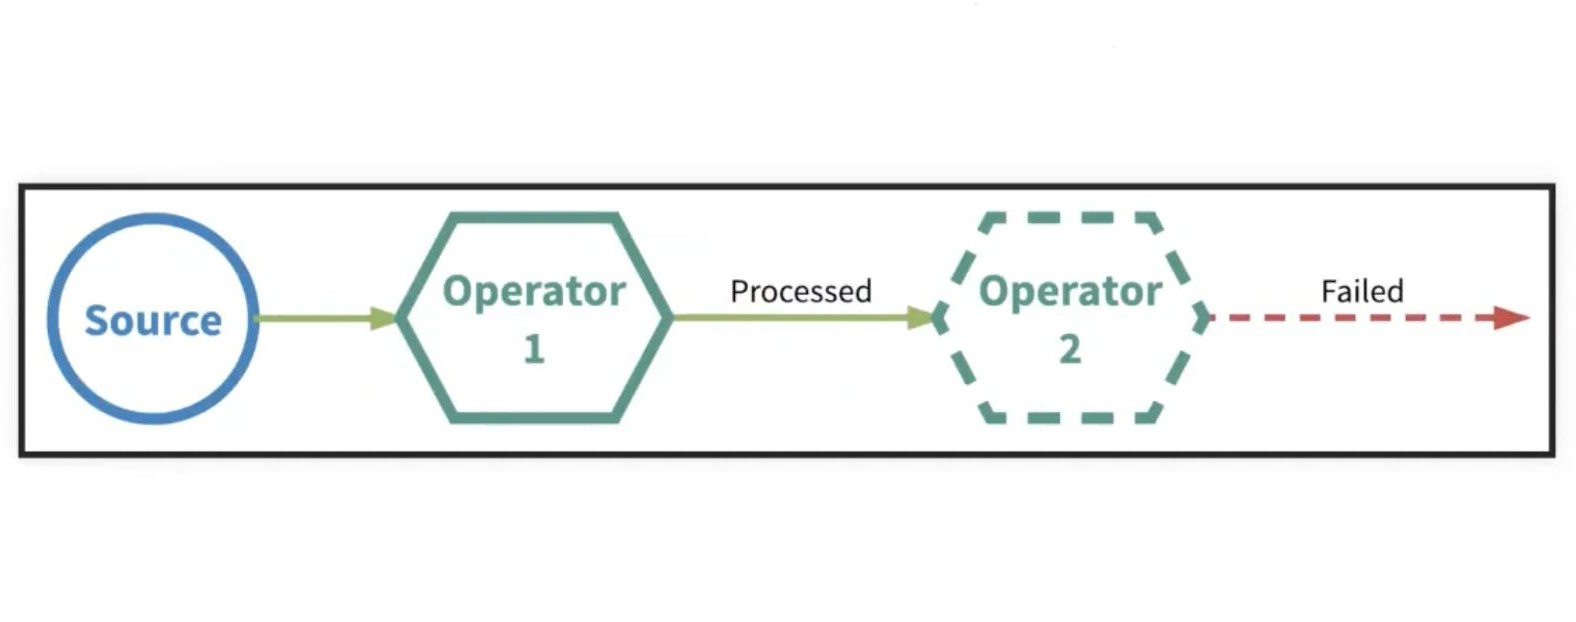 Source
Operator
1
Processed
Operator
2
Failed